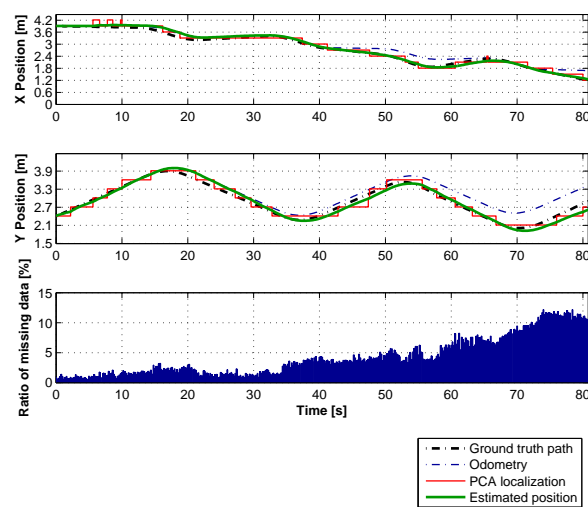 4.2
3.6
3
2.4
1.8
1.2
0.6
0
X Position [m]
0 10 20 30 40 50 60 70 80
3.9
3.3
2.7
2.1
1.5
Y Position [m]
0 10 20 30 40 50 60 70 80
15
10
5
0
Ratio of missing data [%]
0 10 20 30 40 50 60 70 80
Time [s]
Ground truth path
Odometry
PCA localization
Estimated position